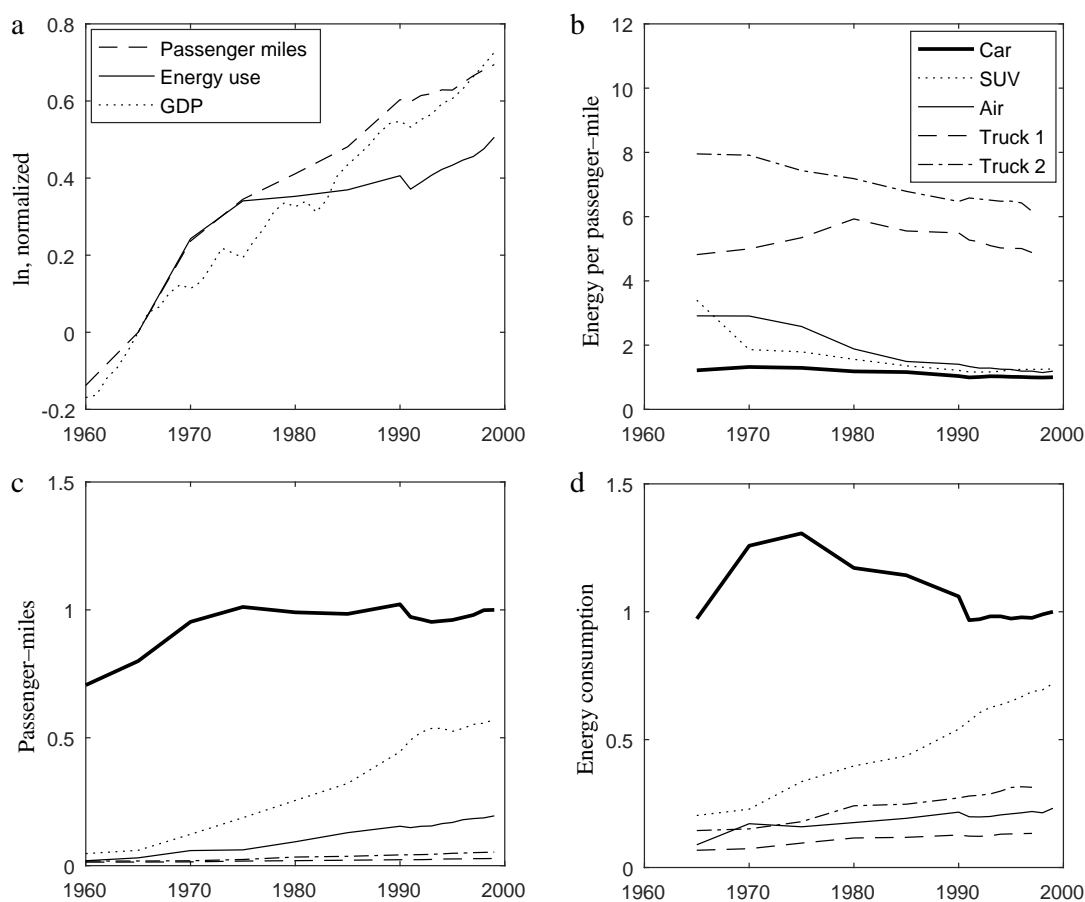 a
0.8
0.6
0.4
0.2
0
-0.2
ln, normalized
Passenger miles
Energy use
GDP
1960 1970 1980 1990 2000
b
12
10
8
6
4
2
0
Energy per passenger–mile
Car
SUV
Air
Truck 1
Truck 2
1960 1970 1980 1990 2000
c
1.5
1
0.5
0
Passenger–miles
1960 1970 1980 1990 2000
d
1.5
1
0.5
0
Energy consumption
1960 1970 1980 1990 2000